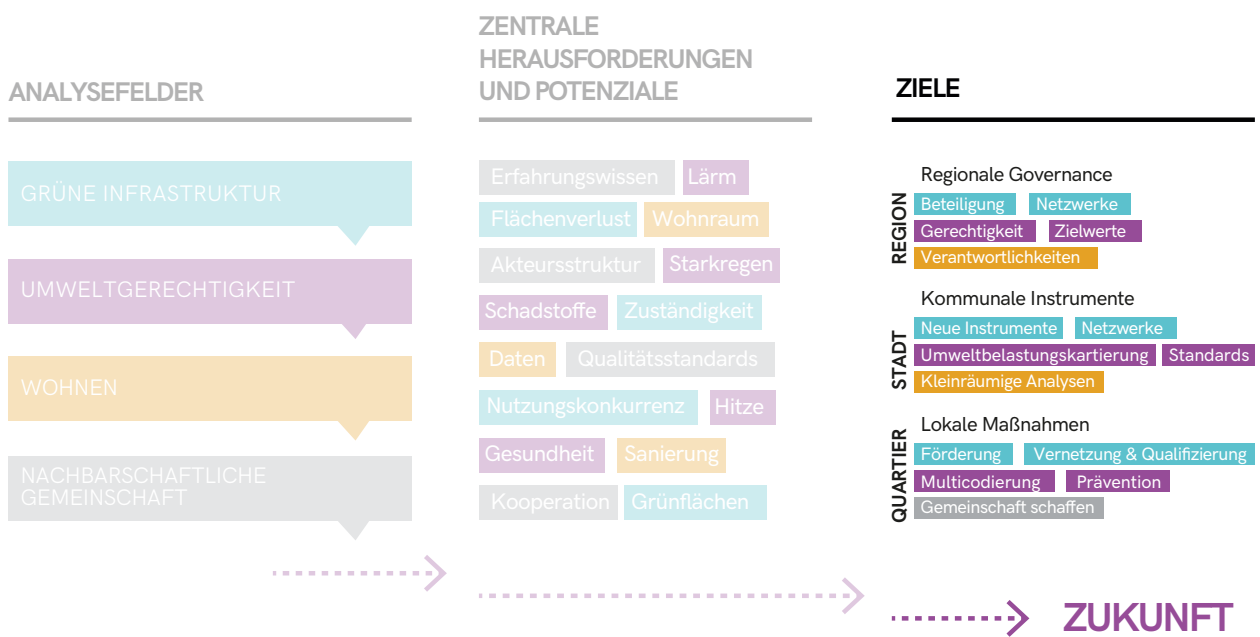 ANALYSEFELDER
GRÜNE INFRASTRUKTUR
UMWELTGERECHTIGKEIT
WOHNEN
NACHBARSCHAFTLICHE
GEMEINSCHAFT
ZENTRALE
HERAUSFORDERUNGEN
UND POTENZIALE
Erfahrungswissen Lärm
Flächenverlust Wohnraum
Akteursstruktur Starkregen
Schadstoffe Zuständigkeit
Daten Qualitätsstandards
Nutzungskonkurrenz Hitze
Gesundheit Sanierung
Kooperation Grünflächen
ZIELE
REGION
Regionale Governance
Beteiligung Netzwerke
Gerechtigkeit Zielwerte
Verantwortlichkeiten
STADT
Kommunale Instrumente
Neue Instrumente Netzwerke
Umweltbelastungskartierung Standards
Kleinräumige Analysen
QUARTIER
Lokale Maßnahmen
Förderung Vernetzung & Qualifizierung
Multicodierung Prävention
Gemeinschaft schaffen
ZUKUNFT